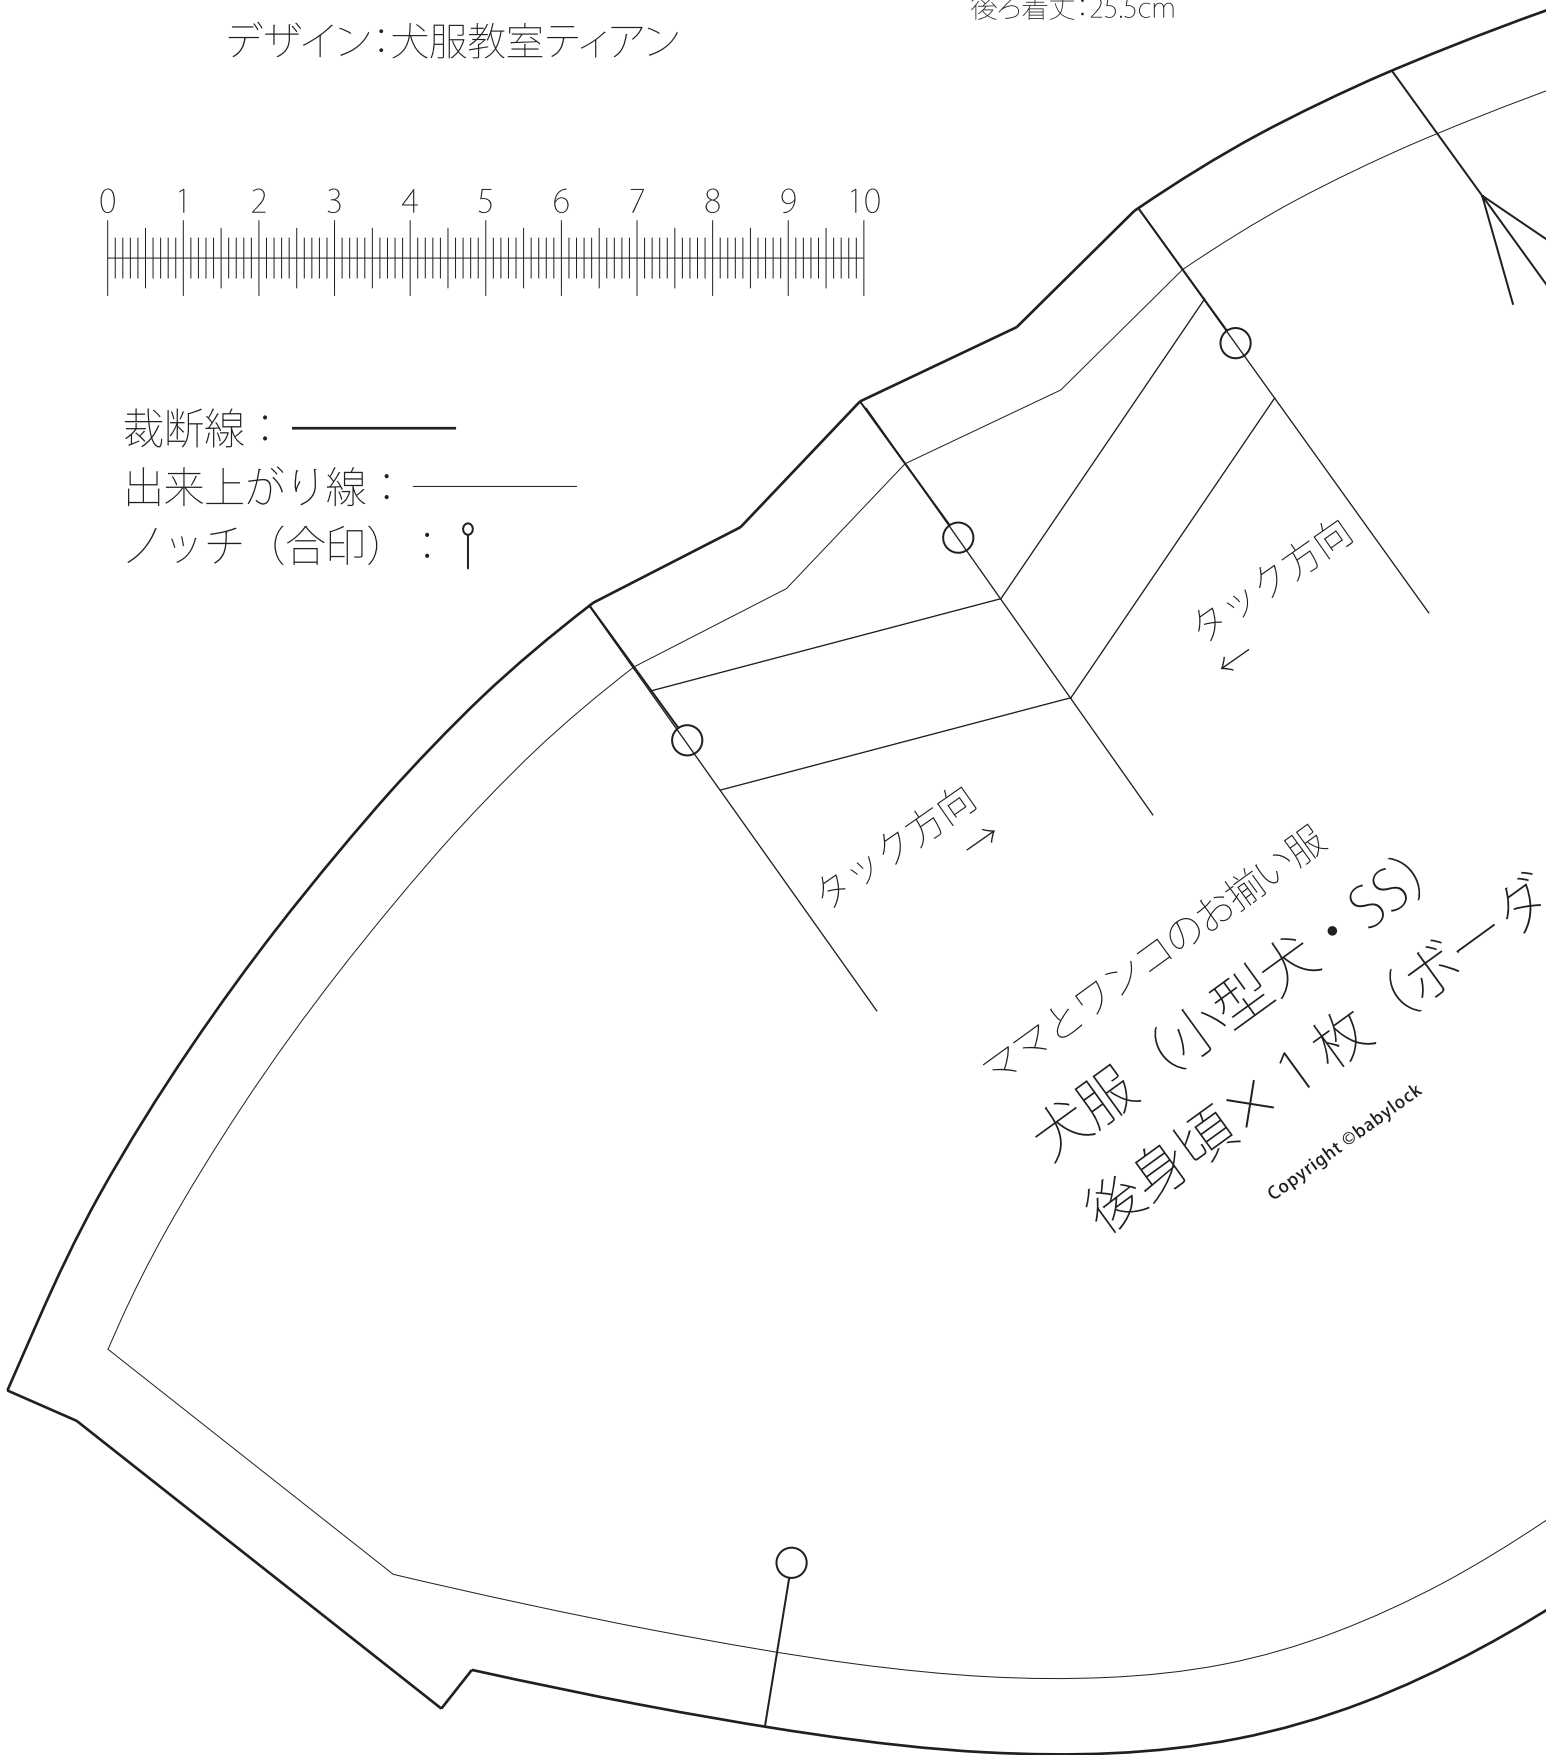 後ろ着丈：25.5cm
デザイン：犬服教室ティアン
0 1 2 3 4 5 6 7 8 9 10
裁断線：
出来上がり線：
ノッチ（合印）：
タック方向
←
タック方向
→
ママとワンコのお揃い服
犬服（小型犬・SS）
後身頃×1枚（ボーダ
Copyright ©babylock